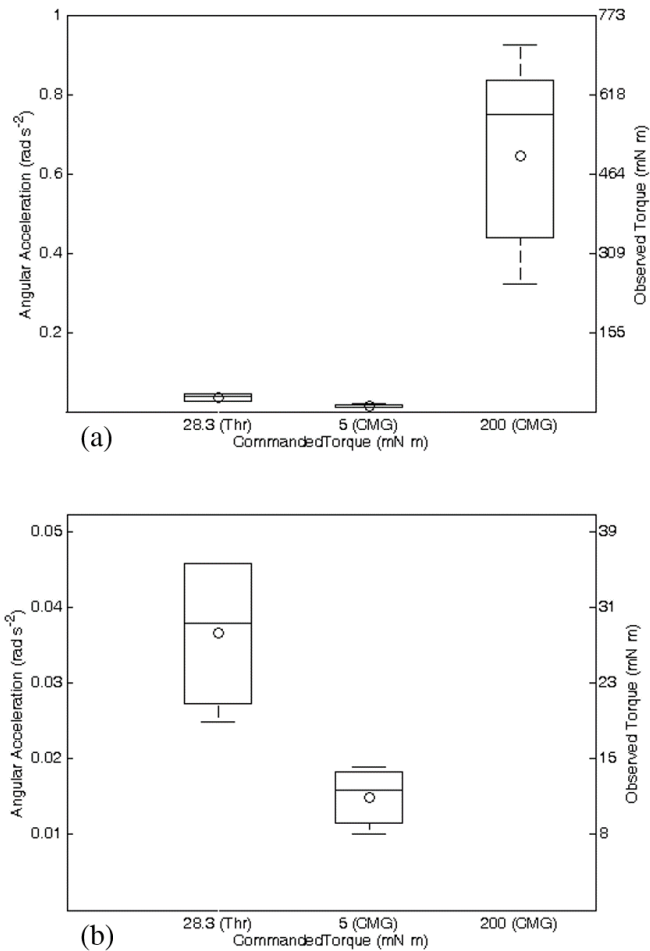 1
0.8
0.6
0.4
0.2
Angular Acceleration (rad s-2)
773
618
464
309
155
Observed Torque (mN m)
28.3 (Thr) 5 (CMG) 200 (CMG)
CommandedTorque (mN m)
(a)
0.05
0.04
0.03
0.02
0.01
Angular Acceleration (rad s-2)
39
31
23
15
8
Observed Torque (mN m)
28.3 (Thr) 5 (CMG) 200 (CMG)
CommandedTorque (mN m)
(b)